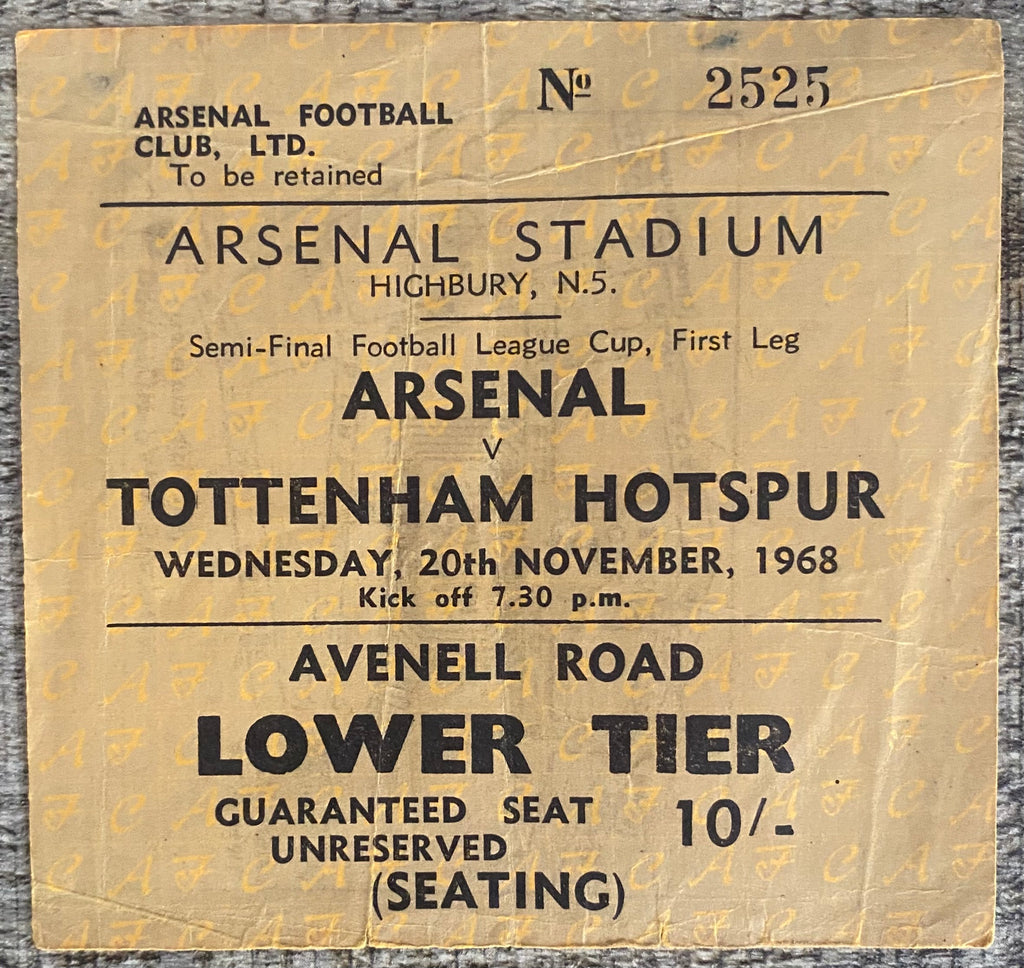 Nº 2525
ARSENAL FOOTBALL
CLUB, LTD.
To be retained
ARSENAL STADIUM
HIGHBURY, N.5.
Semi-Final Football League Cup, First Leg
ARSENAL
v
TOTTENHAM HOTSPUR
WEDNESDAY, 20th NOVEMBER, 1968
Kick off 7.30 p.m.
AVENELL ROAD
LOWER TIER
GUARANTEED SEAT 10/-
UNRESERVED
(SEATING)